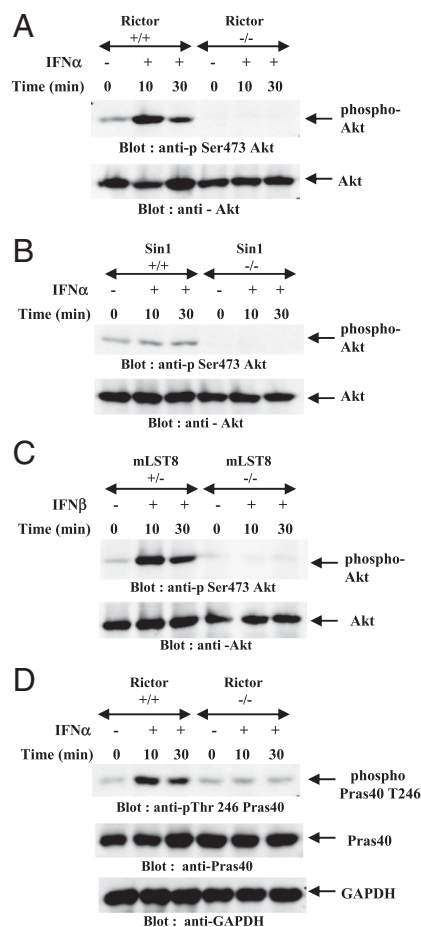 A
Rictor Rictor
+/+ -/-
IFNα - + + - + +
Time (min) 0 10 30 0 10 30
phospho-
Akt
Blot : anti-p Ser473 Akt
Akt
Blot : anti - Akt
B
Sin1 Sin1
+/+ -/-
IFNα - + + - + +
Time (min) 0 10 30 0 10 30
phospho-
Akt
Blot : anti-p Ser473 Akt
Akt
Blot : anti - Akt
C
mLST8 mLST8
+/- -/-
IFNβ - + + - + +
Time (min) 0 10 30 0 10 30
phospho-
Akt
Blot : anti-p Ser473 Akt
Akt
Blot : anti -Akt
D
Rictor Rictor
+/+ -/-
IFNα - + + - + +
Time (min) 0 10 30 0 10 30
phospho
Pras40 T246
Blot : anti-pThr 246 Pras40
Pras40
Blot : anti-Pras40
GAPDH
Blot : anti-GAPDH